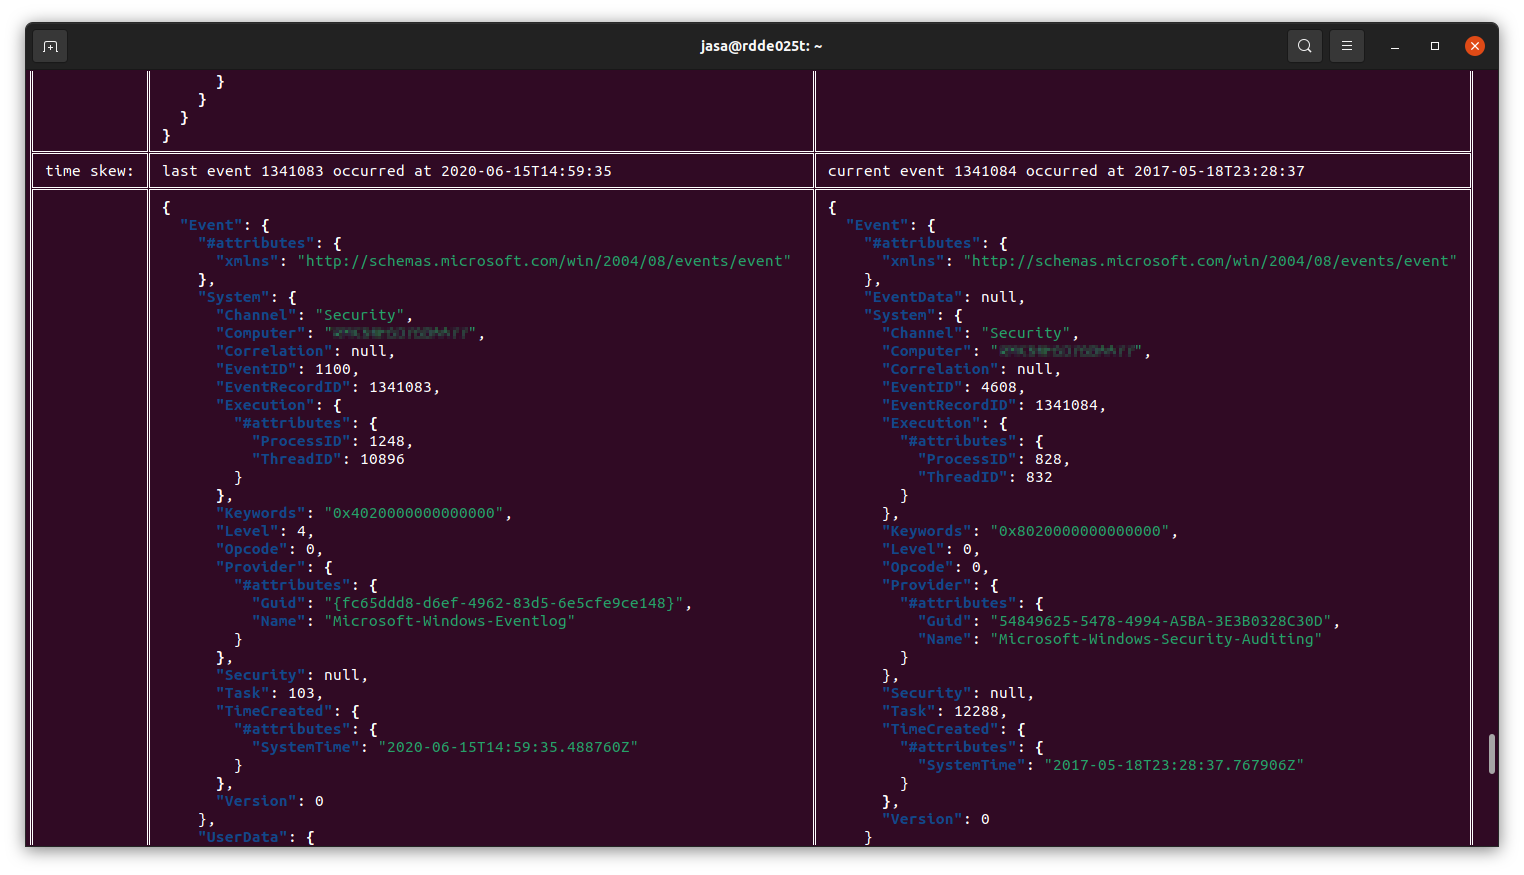 jasa@rdde025t: ~
}
}
}
}
time skew:
last event 1341083 occurred at 2020-06-15T14:59:35
current event 1341084 occurred at 2017-05-18T23:28:37
{
"Event": {
"#attributes": {
"xmlns": "http://schemas.microsoft.com/win/2004/08/events/event"
},
"System": {
"Channel": "Security",
"Computer": "",
"Correlation": null,
"EventID": 1100,
"EventRecordID": 1341083,
"Execution": {
"#attributes": {
"ProcessID": 1248,
"ThreadID": 10896
}
},
"Keywords": "0x4020000000000000",
"Level": 4,
"Opcode": 0,
"Provider": {
"#attributes": {
"Guid": "{fc65ddd8-d6ef-4962-83d5-6e5cfe9ce148}",
"Name": "Microsoft-Windows-Eventlog"
}
},
"Security": null,
"Task": 103,
"TimeCreated": {
"#attributes": {
"SystemTime": "2020-06-15T14:59:35.488760Z"
}
},
"Version": 0
},
"UserData": {
{
"Event": {
"#attributes": {
"xmlns": "http://schemas.microsoft.com/win/2004/08/events/event"
},
"EventData": null,
"System": {
"Channel": "Security",
"Computer": "",
"Correlation": null,
"EventID": 4608,
"EventRecordID": 1341084,
"Execution": {
"#attributes": {
"ProcessID": 828,
"ThreadID": 832
}
},
"Keywords": "0x8020000000000000",
"Level": 0,
"Opcode": 0,
"Provider": {
"#attributes": {
"Guid": "54849625-5478-4994-A5BA-3E3B0328C30D",
"Name": "Microsoft-Windows-Security-Auditing"
}
},
"Security": null,
"Task": 12288,
"TimeCreated": {
"#attributes": {
"SystemTime": "2017-05-18T23:28:37.767906Z"
}
},
"Version": 0
}